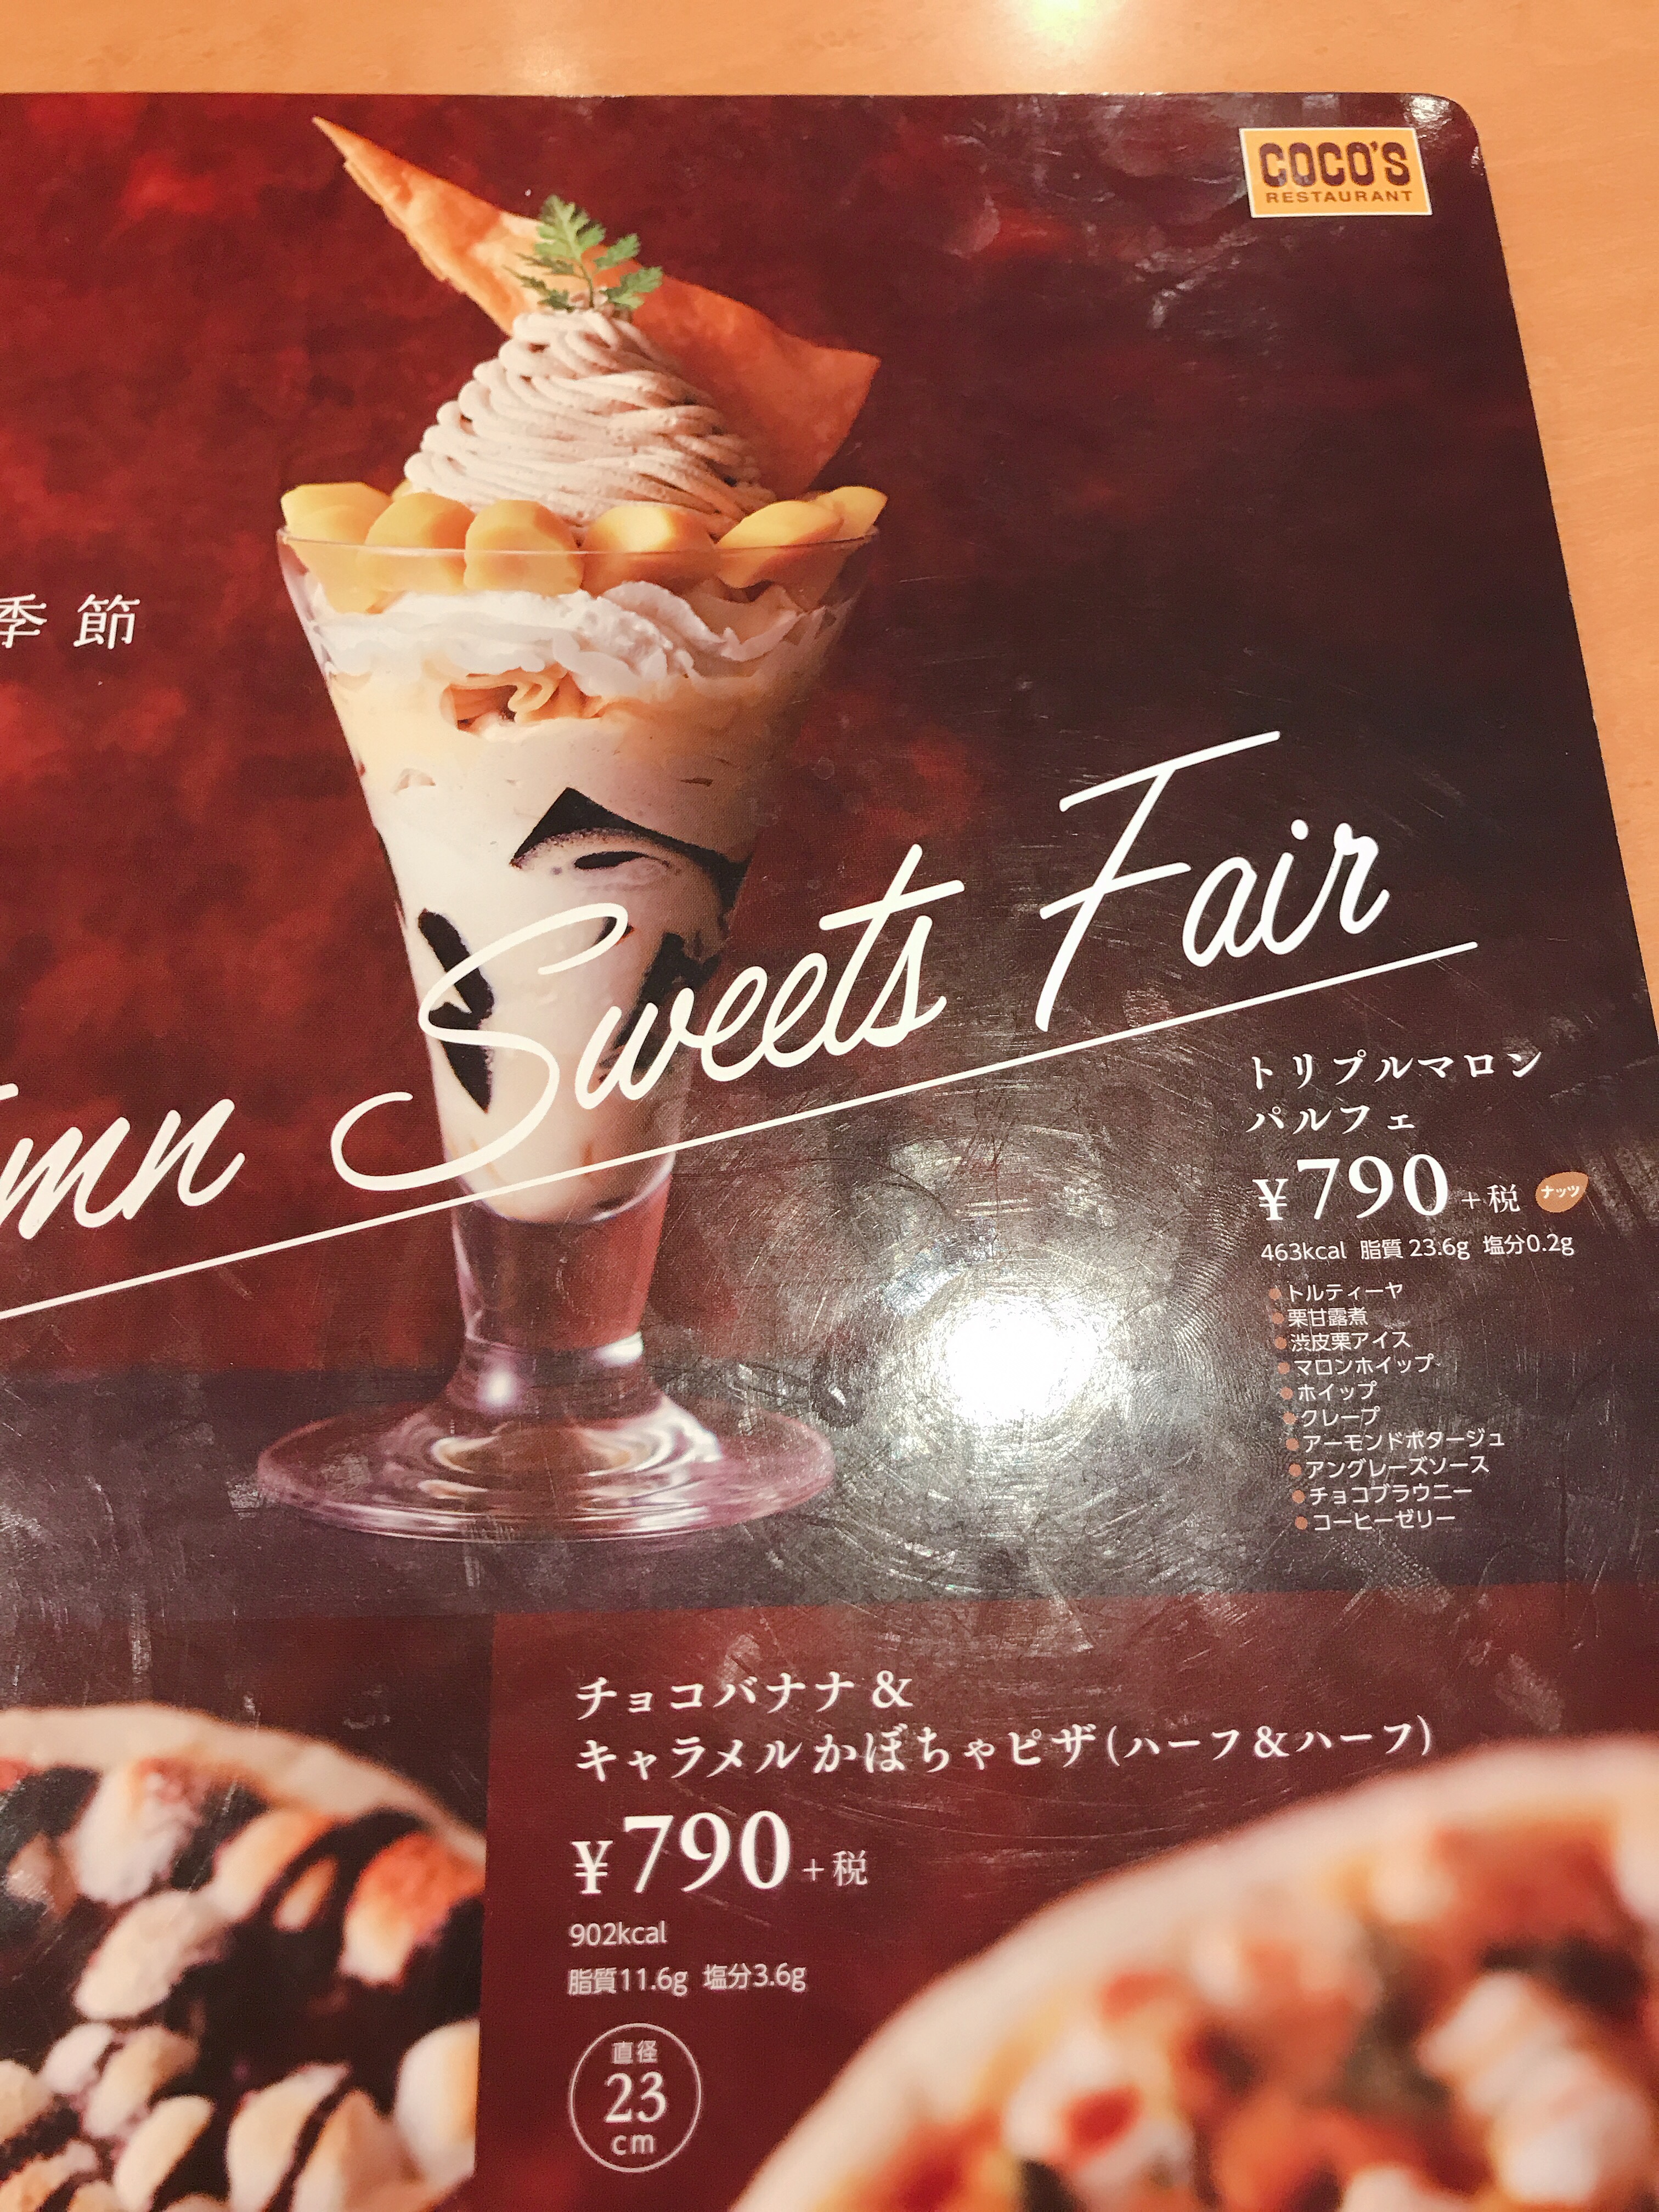 COCO'S
RESTAURANT
季節
Sweets Fair
トリプルマロン
パルフェ
¥790+税 ナッツ
463kcal 脂質 23.6g 塩分0.2g
●トルティーヤ
●栗甘露煮
●渋皮栗アイス
●マロンホイップ
●ホイップ
●クレープ
●アーモンドポタージュ
●アングレーズソース
●チョコブラウニー
●コーヒーゼリー
チョコバナナ&
キャラメルかぼちゃピザ(ハーフ&ハーフ)
¥790+税
902kcal
脂質11.6g 塩分3.6g
直径
23
cm